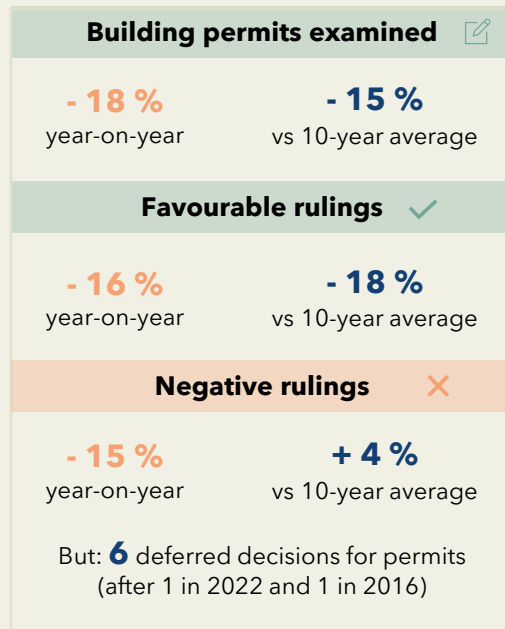 Building permits examined
- 18 %
year-on-year
- 15 %
vs 10-year average
Favourable rulings
- 16 %
year-on-year
- 18 %
vs 10-year average
Negative rulings
- 15 %
year-on-year
+ 4 %
vs 10-year average
But: 6 deferred decisions for permits
(after 1 in 2022 and 1 in 2016)